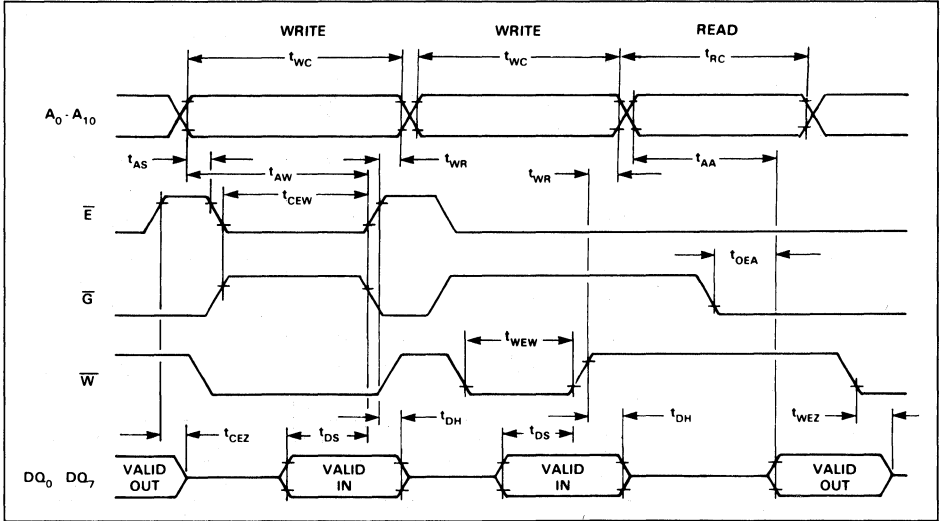 WRITE WRITE READ
tWC tWC tRC
A0 - A10
tAS tWR tAA
tAW tWR
tCEW
E
tOEA
G
tWEW
W
tDH tDH tWEZ
tCEZ tDS tDS
DQ0 DQ7 VALID OUT VALID IN VALID IN VALID OUT